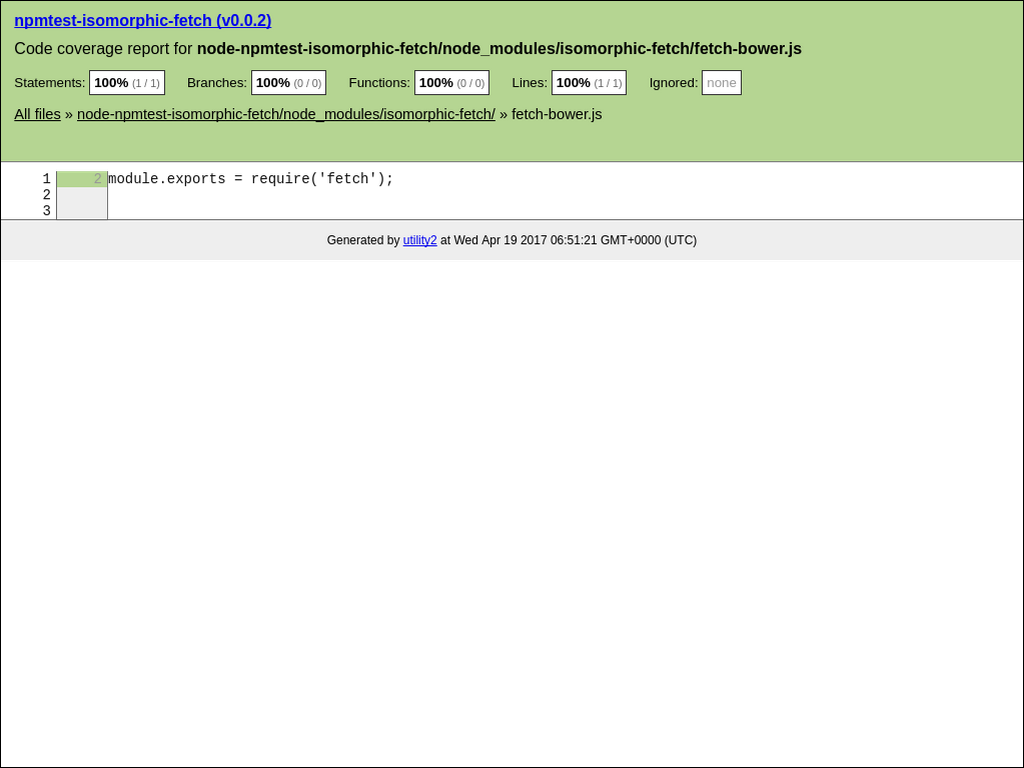 npmtest-isomorphic-fetch (v0.0.2)
Code coverage report for node-npmtest-isomorphic-fetch/node_modules/isomorphic-fetch/fetch-bower.js
Statements: 100% (1 / 1) Branches: 100% (0 / 0) Functions: 100% (0 / 0) Lines: 100% (1 / 1) Ignored: none
All files » node-npmtest-isomorphic-fetch/node_modules/isomorphic-fetch/ » fetch-bower.js
1 2 module.exports = require('fetch');
2
3
Generated by utility2 at Wed Apr 19 2017 06:51:21 GMT+0000 (UTC)